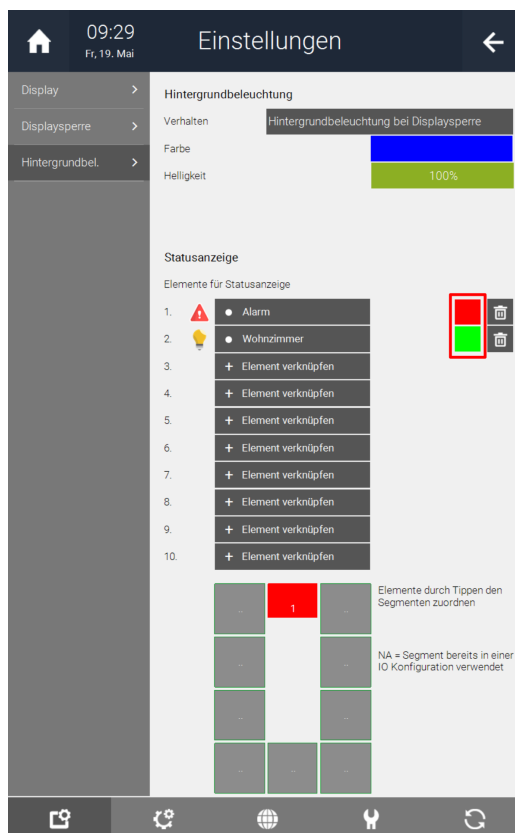 09:29
Fr, 19. Mai
Einstellungen
Display
Displaysperre
Hintergrundbel.
Hintergrundbeleuchtung
Verhalten
Hintergrundbeleuchtung bei Displaysperre
Farbe
Helligkeit
100%
Statusanzeige
Elemente für Statusanzeige
1. Alarm
2. Wohnzimmer
3. + Element verknüpfen
4. + Element verknüpfen
5. + Element verknüpfen
6. + Element verknüpfen
7. + Element verknüpfen
8. + Element verknüpfen
9. + Element verknüpfen
10. + Element verknüpfen
.. 1 ..
Elemente durch Tippen den
Segmenten zuordnen
.. ..
NA = Segment bereits in einer
IO Konfiguration verwendet
.. ..
.. .. ..